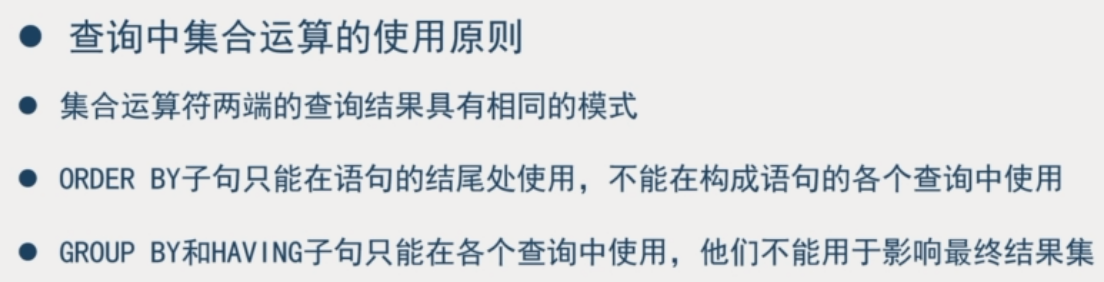 ● 查询中集合运算的使用原则
● 集合运算符两端的查询结果具有相同的模式
● ORDER BY子句只能在语句的结尾处使用，不能在构成语句的各个查询中使用
● GROUP BY和HAVING子句只能在各个查询中使用，他们不能用于影响最终结果集